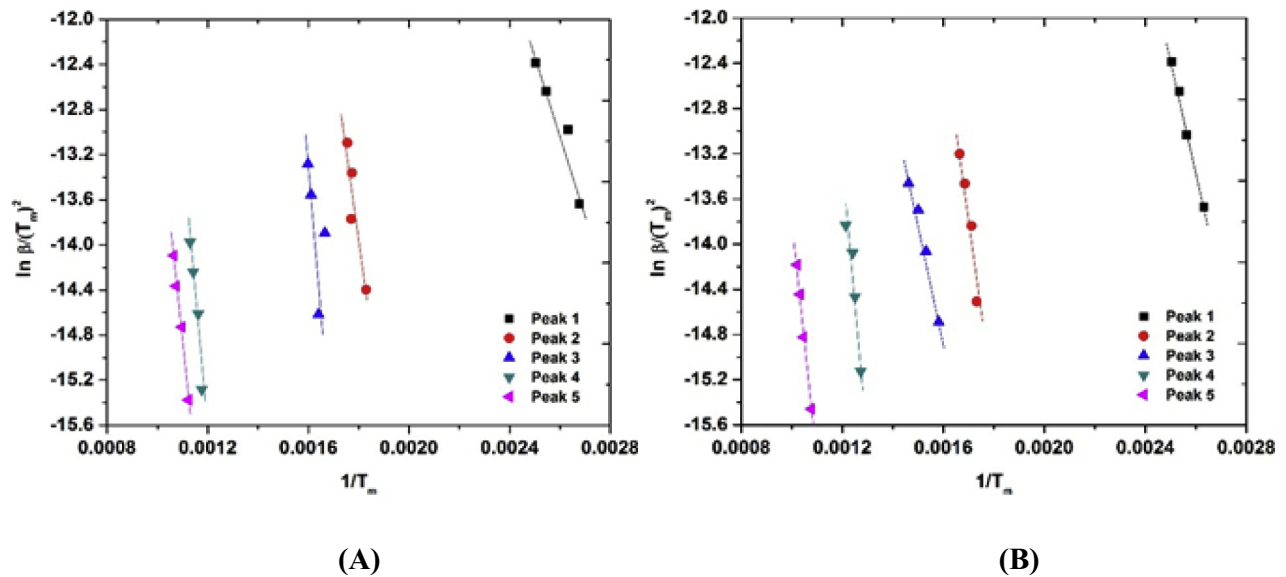 -12.0
-12.4
-12.8
-13.2
-13.6
-14.0
-14.4
-14.8
-15.2
-15.6
ln β/(Tm)²
0.0008 0.0012 0.0016 0.0020 0.0024 0.0028
1/Tm
Peak 1
Peak 2
Peak 3
Peak 4
Peak 5
(A)
-12.0
-12.4
-12.8
-13.2
-13.6
-14.0
-14.4
-14.8
-15.2
-15.6
ln β/(Tm)²
0.0008 0.0012 0.0016 0.0020 0.0024 0.0028
1/Tm
Peak 1
Peak 2
Peak 3
Peak 4
Peak 5
(B)